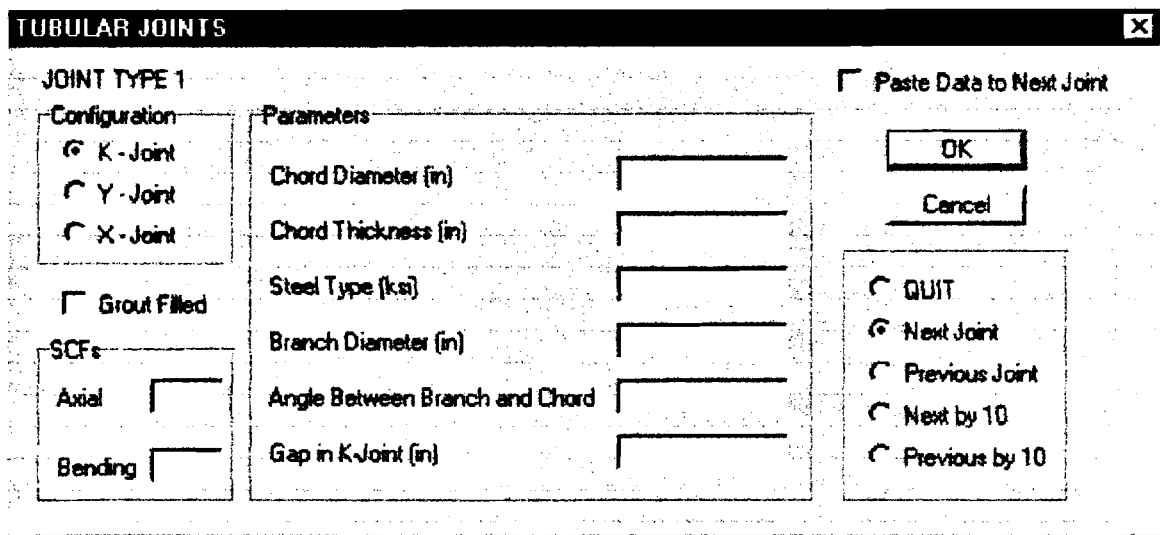 TUBULAR JOINTS
JOINT TYPE 1
Paste Data to Next Joint
Configuration
K - Joint
Y - Joint
X - Joint
Grout Filled
SCFs
Axial
Bending
Parameters
Chord Diameter (in)
Chord Thickness (in)
Steel Type (ksi)
Branch Diameter (in)
Angle Between Branch and Chord
Gap in K-Joint (in)
OK
Cancel
QUIT
Next Joint
Previous Joint
Next by 10
Previous by 10